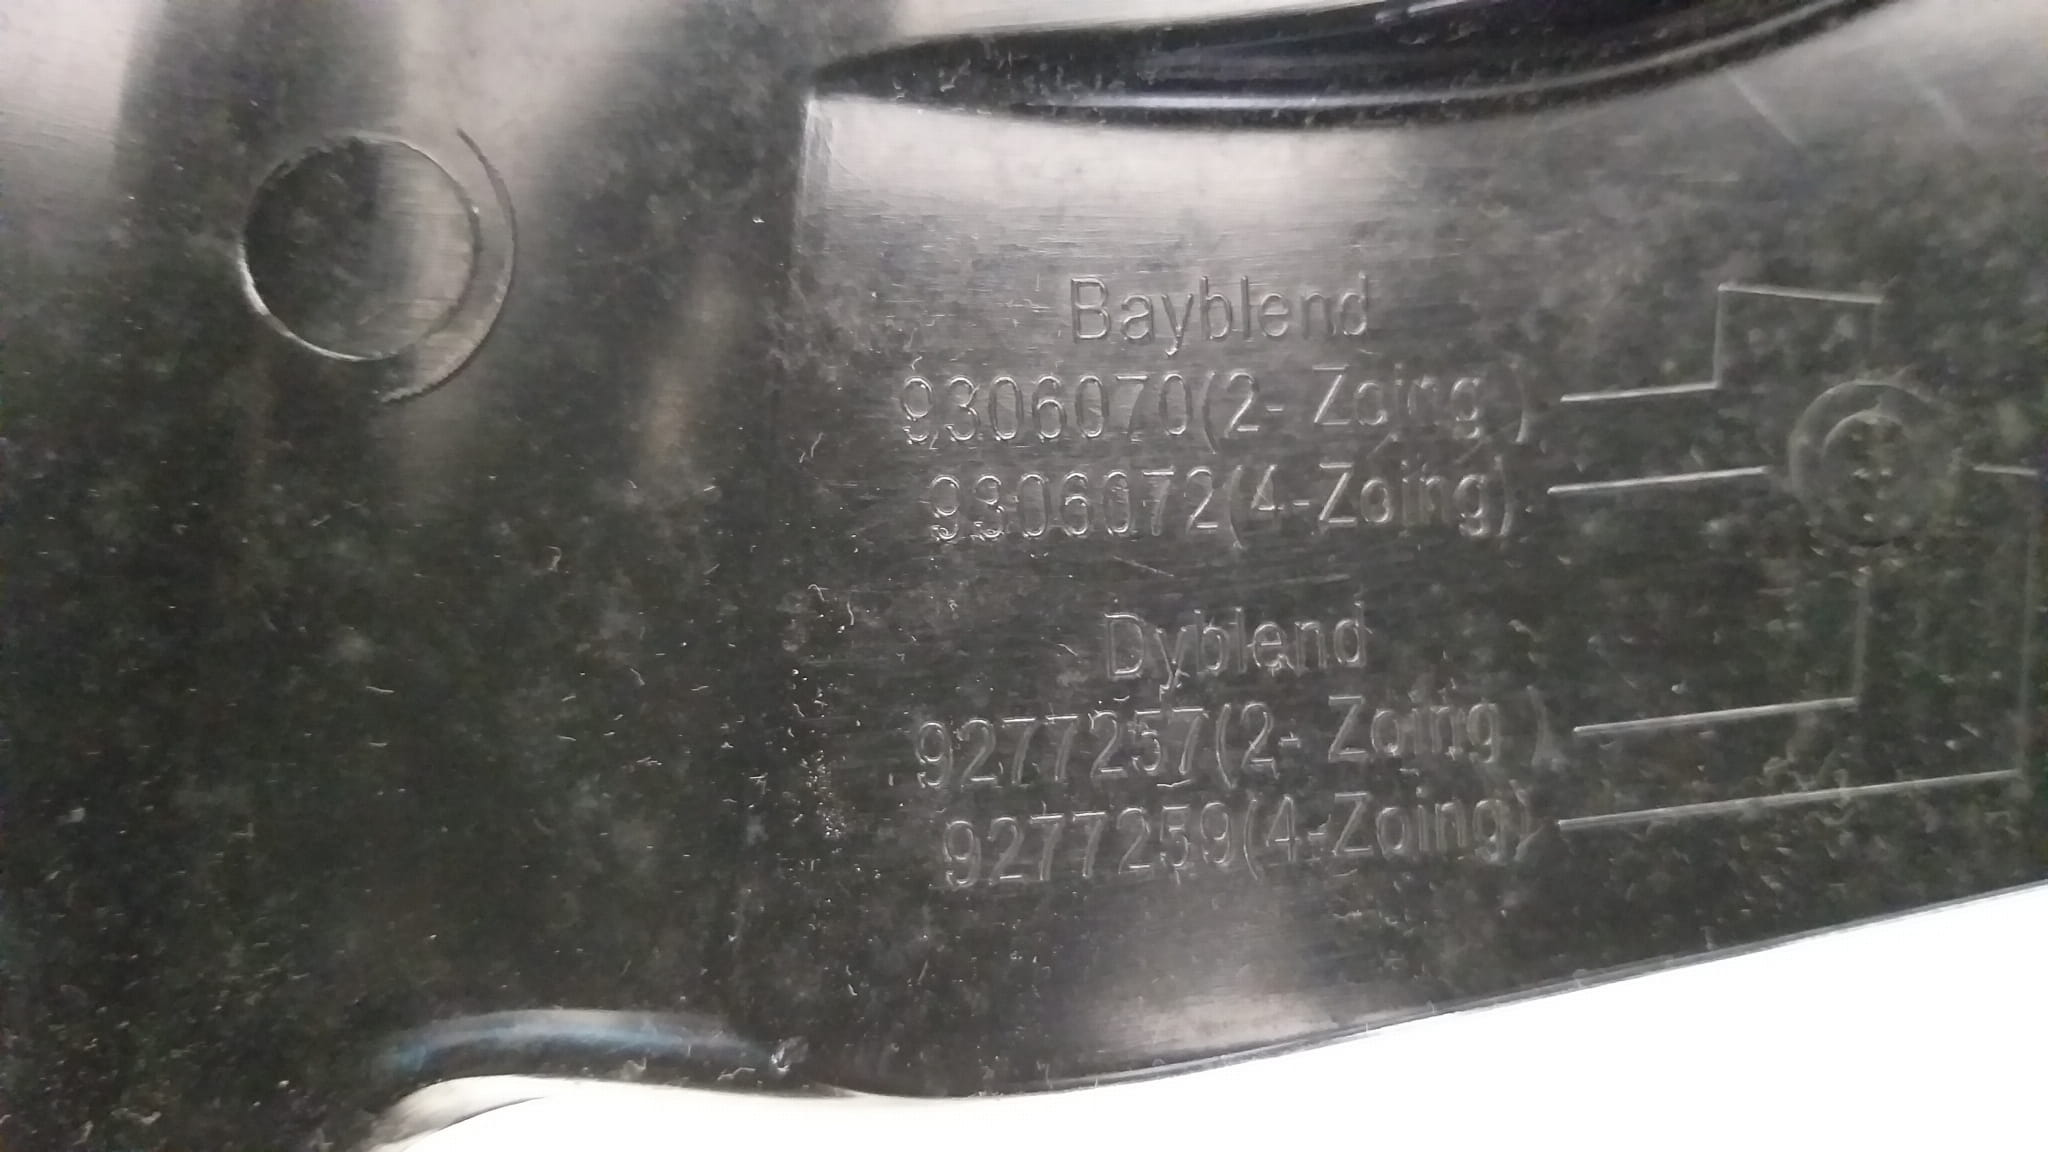 Bayblend
9306070(2- Zoing )
9306072(4-Zoing)
Dyblend
9277257(2- Zoing )
9277259(4-Zoing)